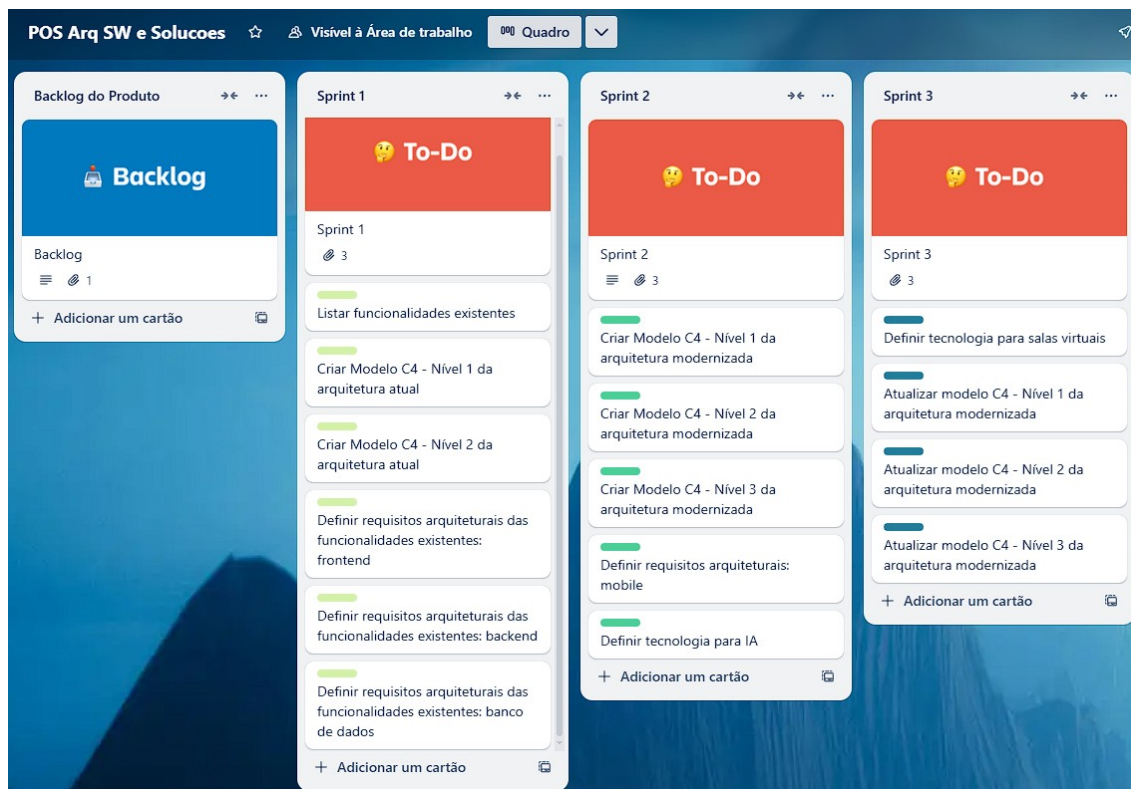 POS Arq SW e Solucoes
Visível à Área de trabalho
Quadro
Backlog do Produto
Backlog
Backlog
1
Adicionar um cartão
Sprint 1
To-Do
Sprint 1
3
Listar funcionalidades existentes
Criar Modelo C4 - Nível 1 da
arquitetura atual
Criar Modelo C4 - Nível 2 da
arquitetura atual
Definir requisitos arquiteturais das
funcionalidades existentes:
frontend
Definir requisitos arquiteturais das
funcionalidades existentes: backend
Definir requisitos arquiteturais das
funcionalidades existentes: banco
de dados
Adicionar um cartão
Sprint 2
To-Do
Sprint 2
3
Criar Modelo C4 - Nível 1 da
arquitetura modernizada
Criar Modelo C4 - Nível 2 da
arquitetura modernizada
Criar Modelo C4 - Nível 3 da
arquitetura modernizada
Definir requisitos arquiteturais:
mobile
Definir tecnologia para IA
Adicionar um cartão
Sprint 3
To-Do
Sprint 3
3
Definir tecnologia para salas virtuais
Atualizar modelo C4 - Nível 1 da
arquitetura modernizada
Atualizar modelo C4 - Nível 2 da
arquitetura modernizada
Atualizar modelo C4 - Nível 3 da
arquitetura modernizada
Adicionar um cartão